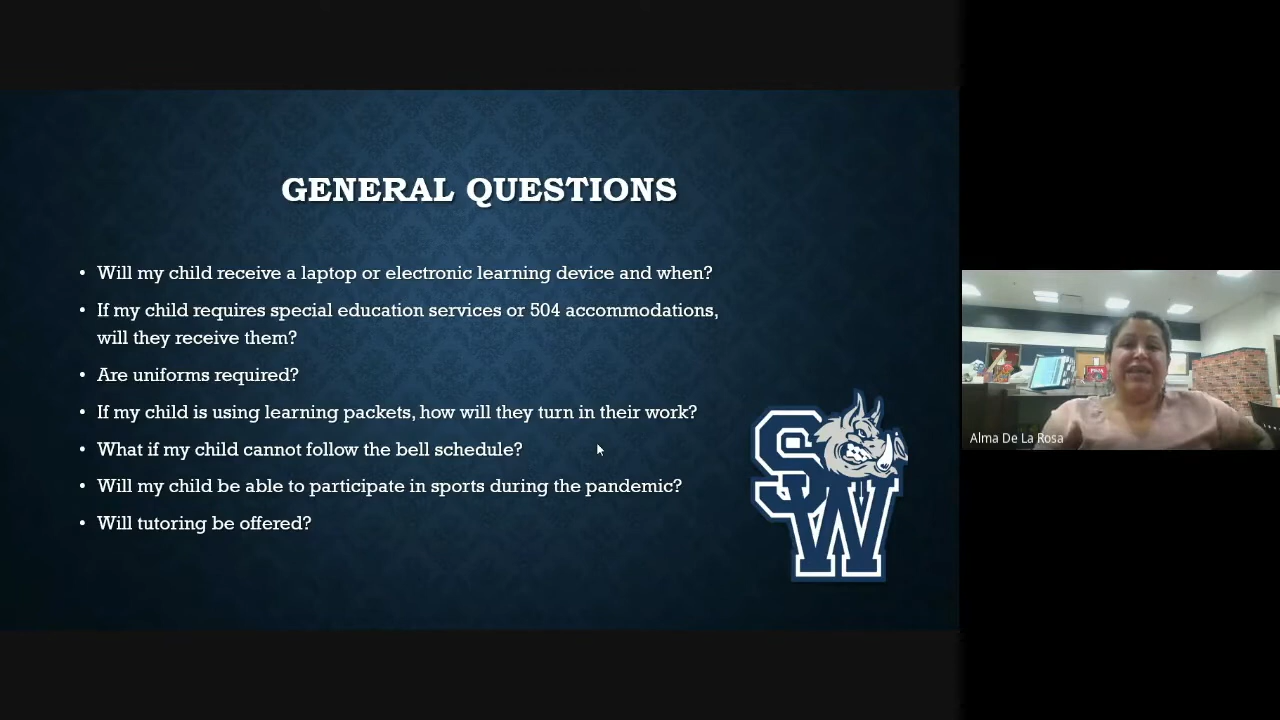 GENERAL QUESTIONS
• Will my child receive a laptop or electronic learning device and when?
• If my child requires special education services or 504 accommodations,
will they receive them?
• Are uniforms required?
• If my child is using learning packets, how will they turn in their work?
• What if my child cannot follow the bell schedule?
• Will my child be able to participate in sports during the pandemic?
• Will tutoring be offered?
SW
Alma De La Rosa